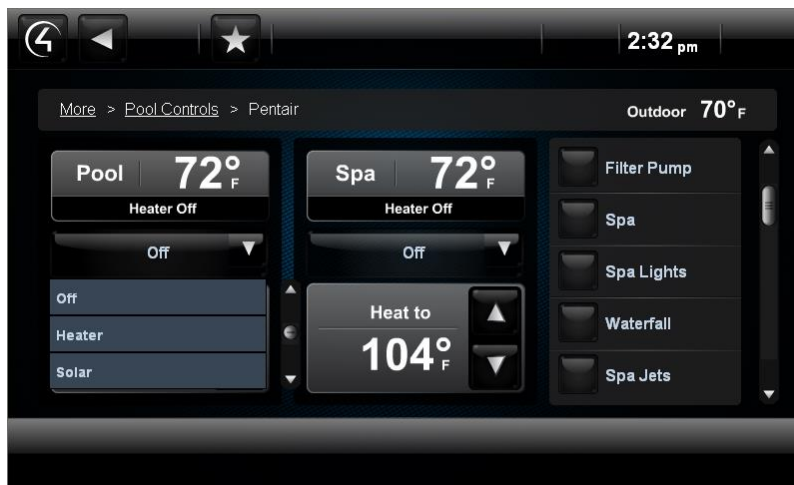 2:32 pm
More > Pool Controls > Pentair
Outdoor 70°F
Pool 72°F
Heater Off
Off
Off
Heater
Solar
Spa 72°F
Heater Off
Off
Heat to
104°F
Filter Pump
Spa
Spa Lights
Waterfall
Spa Jets